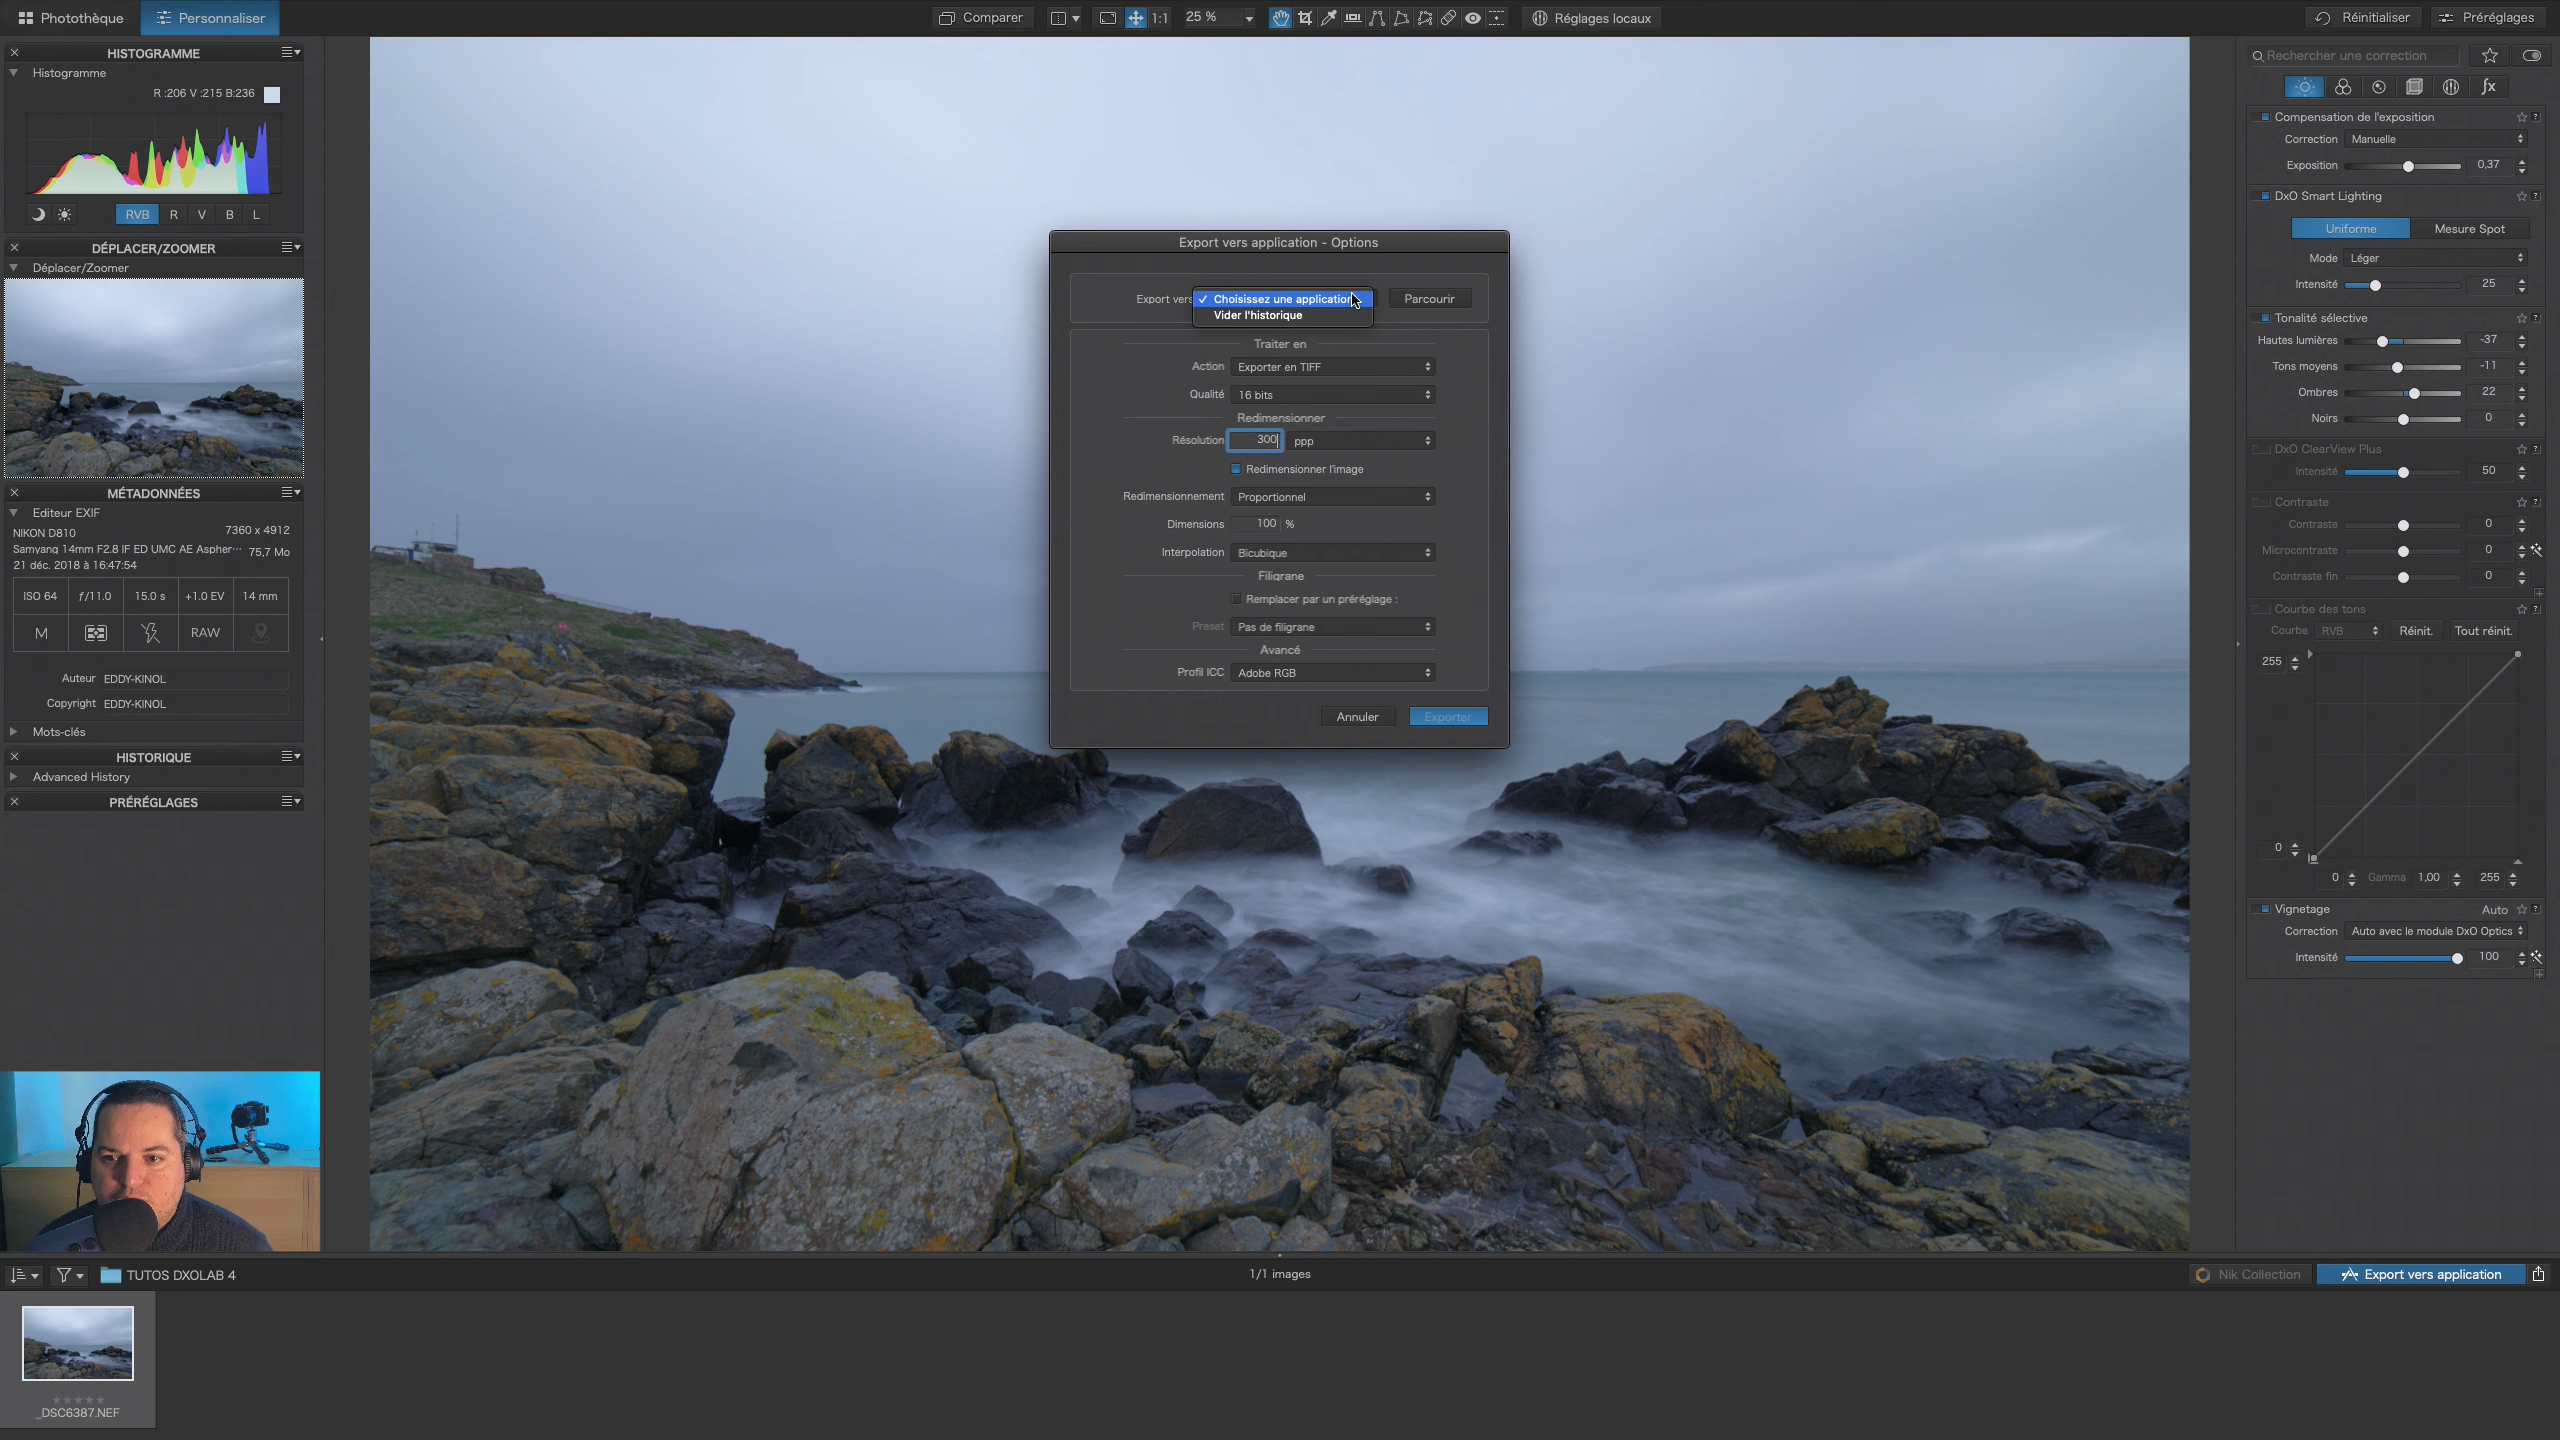 Photothèque
Personnaliser
Comparer
1:1
25 %
Réglages locaux
Réinitialiser
Préréglages
HISTOGRAMME
Histogramme
R :206 V :215 B:236
RVB R V B L
DÉPLACER/ZOOMER
Déplacer/Zoomer
MÉTADONNÉES
Editeur EXIF
NIKON D810 7360 x 4912
Samyang 14mm F2.8 IF ED UMC AE Aspher··· 75,7 Mo
21 déc. 2018 à 16:47:54
ISO 64 ƒ/11.0 15.0 s +1.0 EV 14 mm
M RAW
Auteur EDDY-KINOL
Copyright EDDY-KINOL
Mots-clés
HISTORIQUE
Advanced History
PRÉRÉGLAGES
Export vers application - Options
Export vers ✓ Choisissez une application Parcourir
Vider l'historique
Traiter en
Action Exporter en TIFF
Qualité 16 bits
Redimensionner
Résolution 300 ppp
Redimensionner l'image
Redimensionnement Proportionnel
Dimensions 100 %
Interpolation Bicubique
Filigrane
Remplacer par un préréglage :
Preset Pas de filigrane
Avancé
Profil ICC Adobe RGB
Annuler Exporter
Rechercher une correction
fx
Compensation de l'exposition
Correction Manuelle
Exposition 0,37
DxO Smart Lighting
Uniforme Mesure Spot
Mode Léger
Intensité 25
Tonalité sélective
Hautes lumières -37
Tons moyens -11
Ombres 22
Noirs 0
DxO ClearView Plus
Intensité 50
Contraste
Contraste 0
Microcontraste 0
Contraste fin 0
Courbe des tons
Courbe RVB Réinit. Tout réinit.
255
0
0 Gamma 1,00 255
Vignetage Auto
Correction Auto avec le module DxO Optics
Intensité 100
TUTOS DXOLAB 4
1/1 images
Nik Collection
Export vers application
_DSC6387.NEF